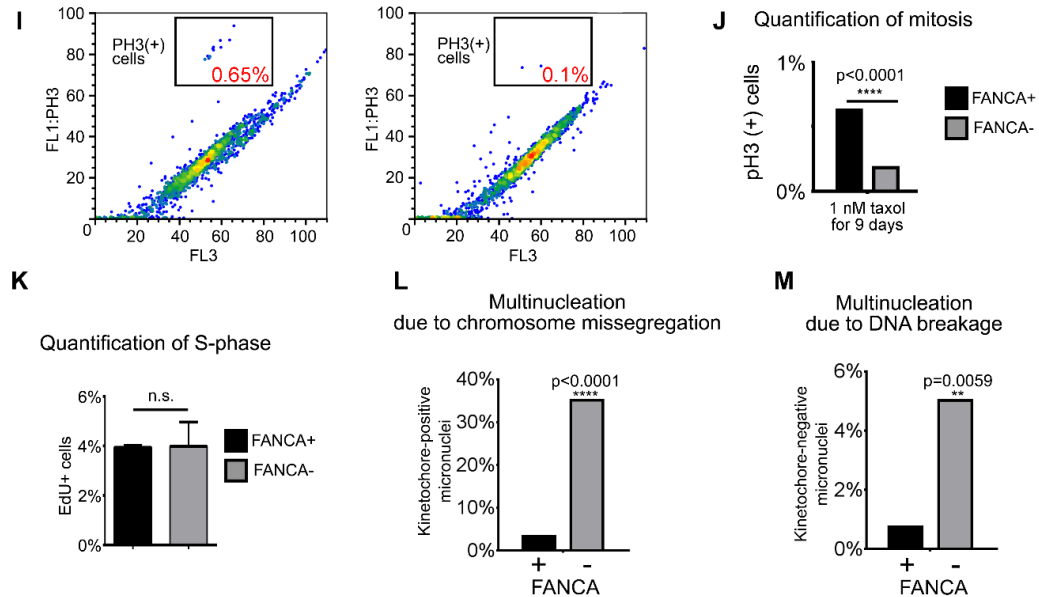 I
100
80
60
40
20
0
20
40
60
80
100
FL1:PH3
FL3
PH3(+)
cells
0.65%
100
80
60
40
20
0
20
40
60
80
100
FL1:PH3
FL3
PH3(+)
cells
0.1%
J
Quantification of mitosis
1%
0%
pH3 (+) cells
p<0.0001
****
1 nM taxol
for 9 days
FANCA+
FANCA-
K
Quantification of S-phase
6%
4%
2%
0%
EdU+ cells
n.s.
FANCA+
FANCA-
L
Multinucleation
due to chromosome missegregation
40%
30%
20%
10%
0%
Kinetochore-positive
micronuclei
p<0.0001
****
+ -
FANCA
M
Multinucleation
due to DNA breakage
6%
4%
2%
0%
Kinetochore-negative
micronuclei
p=0.0059
**
+ -
FANCA